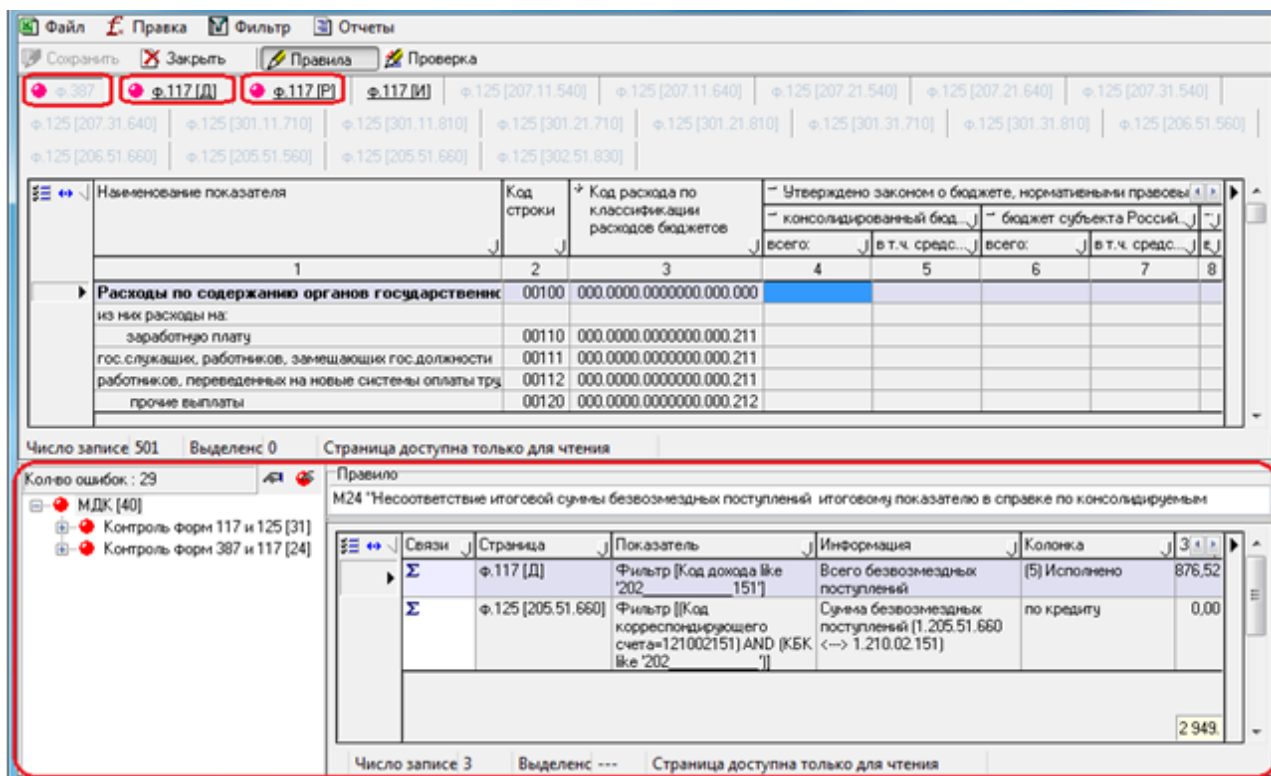 Файл Правка Фильтр Отчеты
Сохранить Закрыть Правила Проверка
ф.387 ф.117 [Д] ф.117 [Р] ф.117 [И] ф.125 [207.11.540] ф.125 [207.11.640] ф.125 [207.21.540] ф.125 [207.21.640] ф.125 [207.31.540]
ф.125 [207.31.640] ф.125 [301.11.710] ф.125 [301.11.810] ф.125 [301.21.710] ф.125 [301.21.810] ф.125 [301.31.710] ф.125 [301.31.810] ф.125 [206.51.560]
ф.125 [206.51.660] ф.125 [205.51.560] ф.125 [205.51.660] ф.125 [302.51.830]
Наименование показателя Код Код расхода по Утверждено законом о бюджете, нормативными правовы
строки классификации консолидированный бюд... бюджет субъекта Россий...
расходов бюджетов
всего: в т.ч. средс... всего: в т.ч. средс... в
1 2 3 4 5 6 7 8
Расходы по содержанию органов государственнс 00100 000.0000.0000000.000.000
из них расходы на:
заработную плату 00110 000.0000.0000000.000.211
гос.служащих, работников, замещающих гос.должности 00111 000.0000.0000000.000.211
работников, переведенных на новые системы оплаты тру 00112 000.0000.0000000.000.211
прочие выплаты 00120 000.0000.0000000.000.212
Число записе 501 Выделенс 0 Страница доступна только для чтения
Кол-во ошибок : 29
МДК [40]
Контроль форм 117 и 125 [31]
Контроль форм 387 и 117 [24]
Правило
М24 "Несоответствие итоговой суммы безвозмездных поступлений итоговому показателю в справке по консолидируемым
Связи Страница Показатель Информация Колонка З
Σ ф.117 [Д] Фильтр [Код дохода like Всего безвозмездных (5) Исполнено 876,52
'202____________151'] поступлений
Σ ф.125 [205.51.660] Фильтр [(Код Сумма безвозмездных по кредиту 0,00
корреспондирующего поступлений (1.205.51.660
счета=121002151) AND (КБК <--> 1.210.02.151)
like '202____________')]
2 949.
Число записе 3 Выделенс --- Страница доступна только для чтения